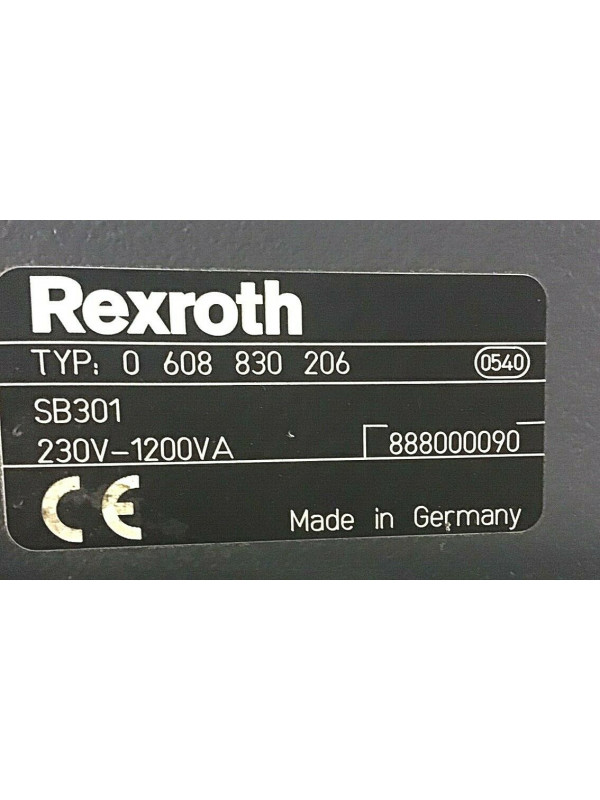 Rexroth
TYP: 0 608 830 206 0540
SB301
230V-1200VA 888000090
CE Made in Germany